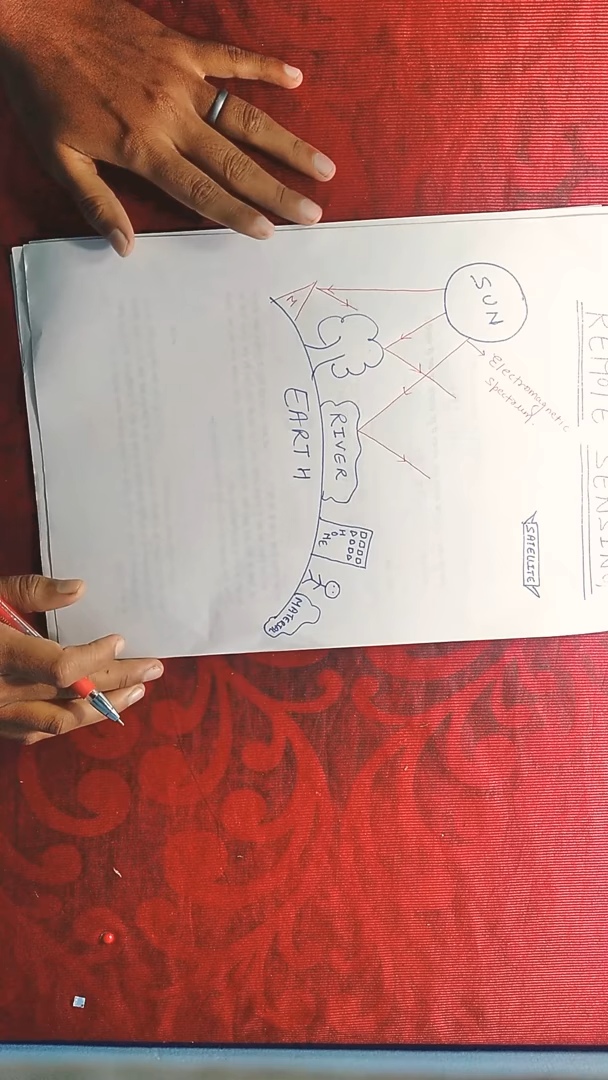 REMOTE SENSING
SUN
Electromagnetic
spectrum.
SATELLITE
M
RIVER
HOME
MATERIAL
EARTH